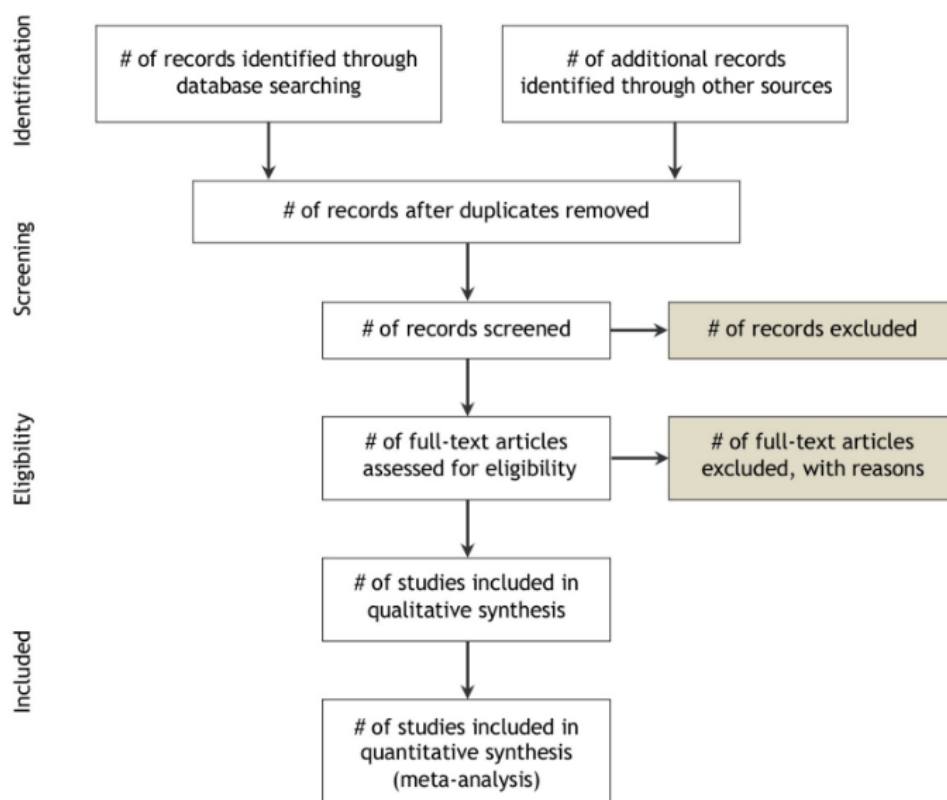 Identification
# of records identified through
database searching
# of additional records
identified through other sources
Screening
# of records after duplicates removed
# of records screened
# of records excluded
Eligibility
# of full-text articles
assessed for eligibility
# of full-text articles
excluded, with reasons
Included
# of studies included in
qualitative synthesis
# of studies included in
quantitative synthesis
(meta-analysis)